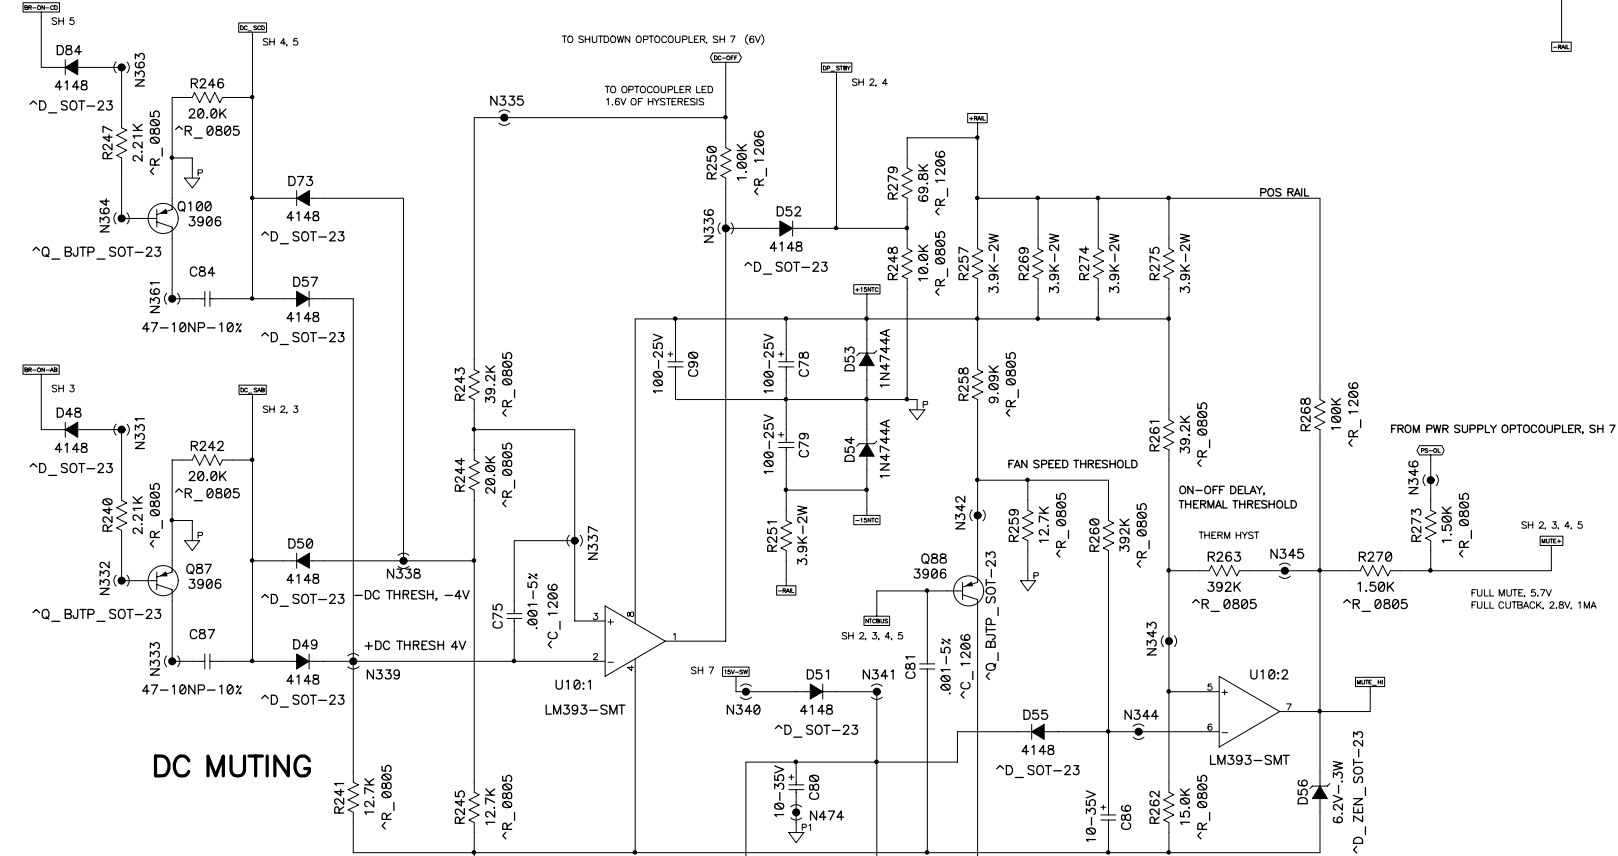 BR-ON-CD
SH 5
D84
4148
^D_SOT-23
N363
R247
2.21K
^R_0805
N364
R246
20.0K
^R_0805
P
Q100
3906
^Q_BJTP_SOT-23
N361
C84
47-10NP-10%
DC_SCD
SH 4, 5
D73
4148
^D_SOT-23
D57
4148
^D_SOT-23
BR-ON-AB
SH 3
D48
4148
^D_SOT-23
N331
R240
2.21K
^R_0805
N332
R242
20.0K
^R_0805
P
Q87
3906
^Q_BJTP_SOT-23
N333
C87
47-10NP-10%
DC_SAB
SH 2, 3
D50
4148
^D_SOT-23
N338
-DC THRESH, -4V
D49
4148
^D_SOT-23
+DC THRESH 4V
N339
DC MUTING
R241
12.7K
^R_0805
R245
12.7K
^R_0805
TO SHUTDOWN OPTOCOUPLER, SH 7 (6V)
DC-OFF
TO OPTOCOUPLER LED
1.6V OF HYSTERESIS
N335
R250
1.00K
^R_1206
N336
D52
4148
^D_SOT-23
DP_STBY
SH 2, 4
R243
39.2K
^R_0805
R244
20.0K
^R_0805
N337
C75
.001-5%
^C_1206
3
+
2
-
8
4
1
U10:1
LM393-SMT
+RAIL
R279
69.8K
^R_1206
R248
10.0K
^R_0805
R257
3.9K-2W
R269
3.9K-2W
R274
3.9K-2W
R275
3.9K-2W
POS RAIL
-RAIL
+15NTC
100-25V
+
C90
100-25V
+
C78
D53
1N4744A
P
100-25V
+
C79
D54
1N4744A
-15NTC
R251
3.9K-2W
-RAIL
R258
9.09K
^R_0805
FAN SPEED THRESHOLD
N342
R259
12.7K
^R_0805
P
R260
392K
^R_0805
Q88
3906
^Q_BJTP_SOT-23
NTCBUS
SH 2, 3, 4, 5
C81
.001-5%
^C_1206
SH 7
15V-SW
N340
D51
4148
^D_SOT-23
N341
10-35V
+
C80
N474
P1
D55
4148
^D_SOT-23
N344
10-35V
+
C86
R261
39.2K
^R_0805
ON-OFF DELAY,
THERMAL THRESHOLD
THERM HYST
R263
392K
^R_0805
N345
N343
R262
15.0K
^R_0805
5
+
6
-
7
U10:2
LM393-SMT
R268
100K
^R_1206
FROM PWR SUPPLY OPTOCOUPLER, SH 7
PS-OL
N346
R273
1.50K
^R_0805
R270
1.50K
^R_0805
SH 2, 3, 4, 5
MUTE+
FULL MUTE, 5.7V
FULL CUTBACK, 2.8V, 1MA
MUTE_HI
D56
6.2V-.3W
^D_ZEN_SOT-23